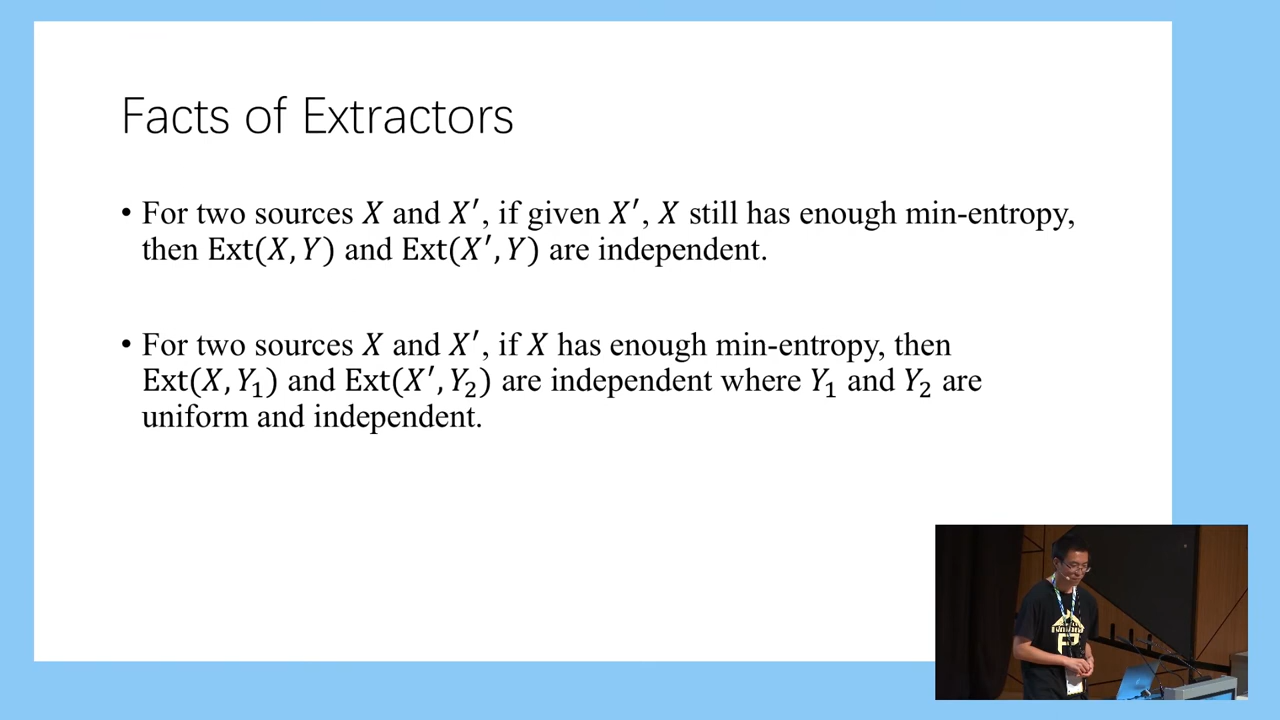 Facts of Extractors
• For two sources X and X′, if given X′, X still has enough min-entropy,
then Ext(X, Y) and Ext(X′, Y) are independent.
• For two sources X and X′, if X has enough min-entropy, then
Ext(X, Y₁) and Ext(X′, Y₂) are independent where Y₁ and Y₂ are
uniform and independent.